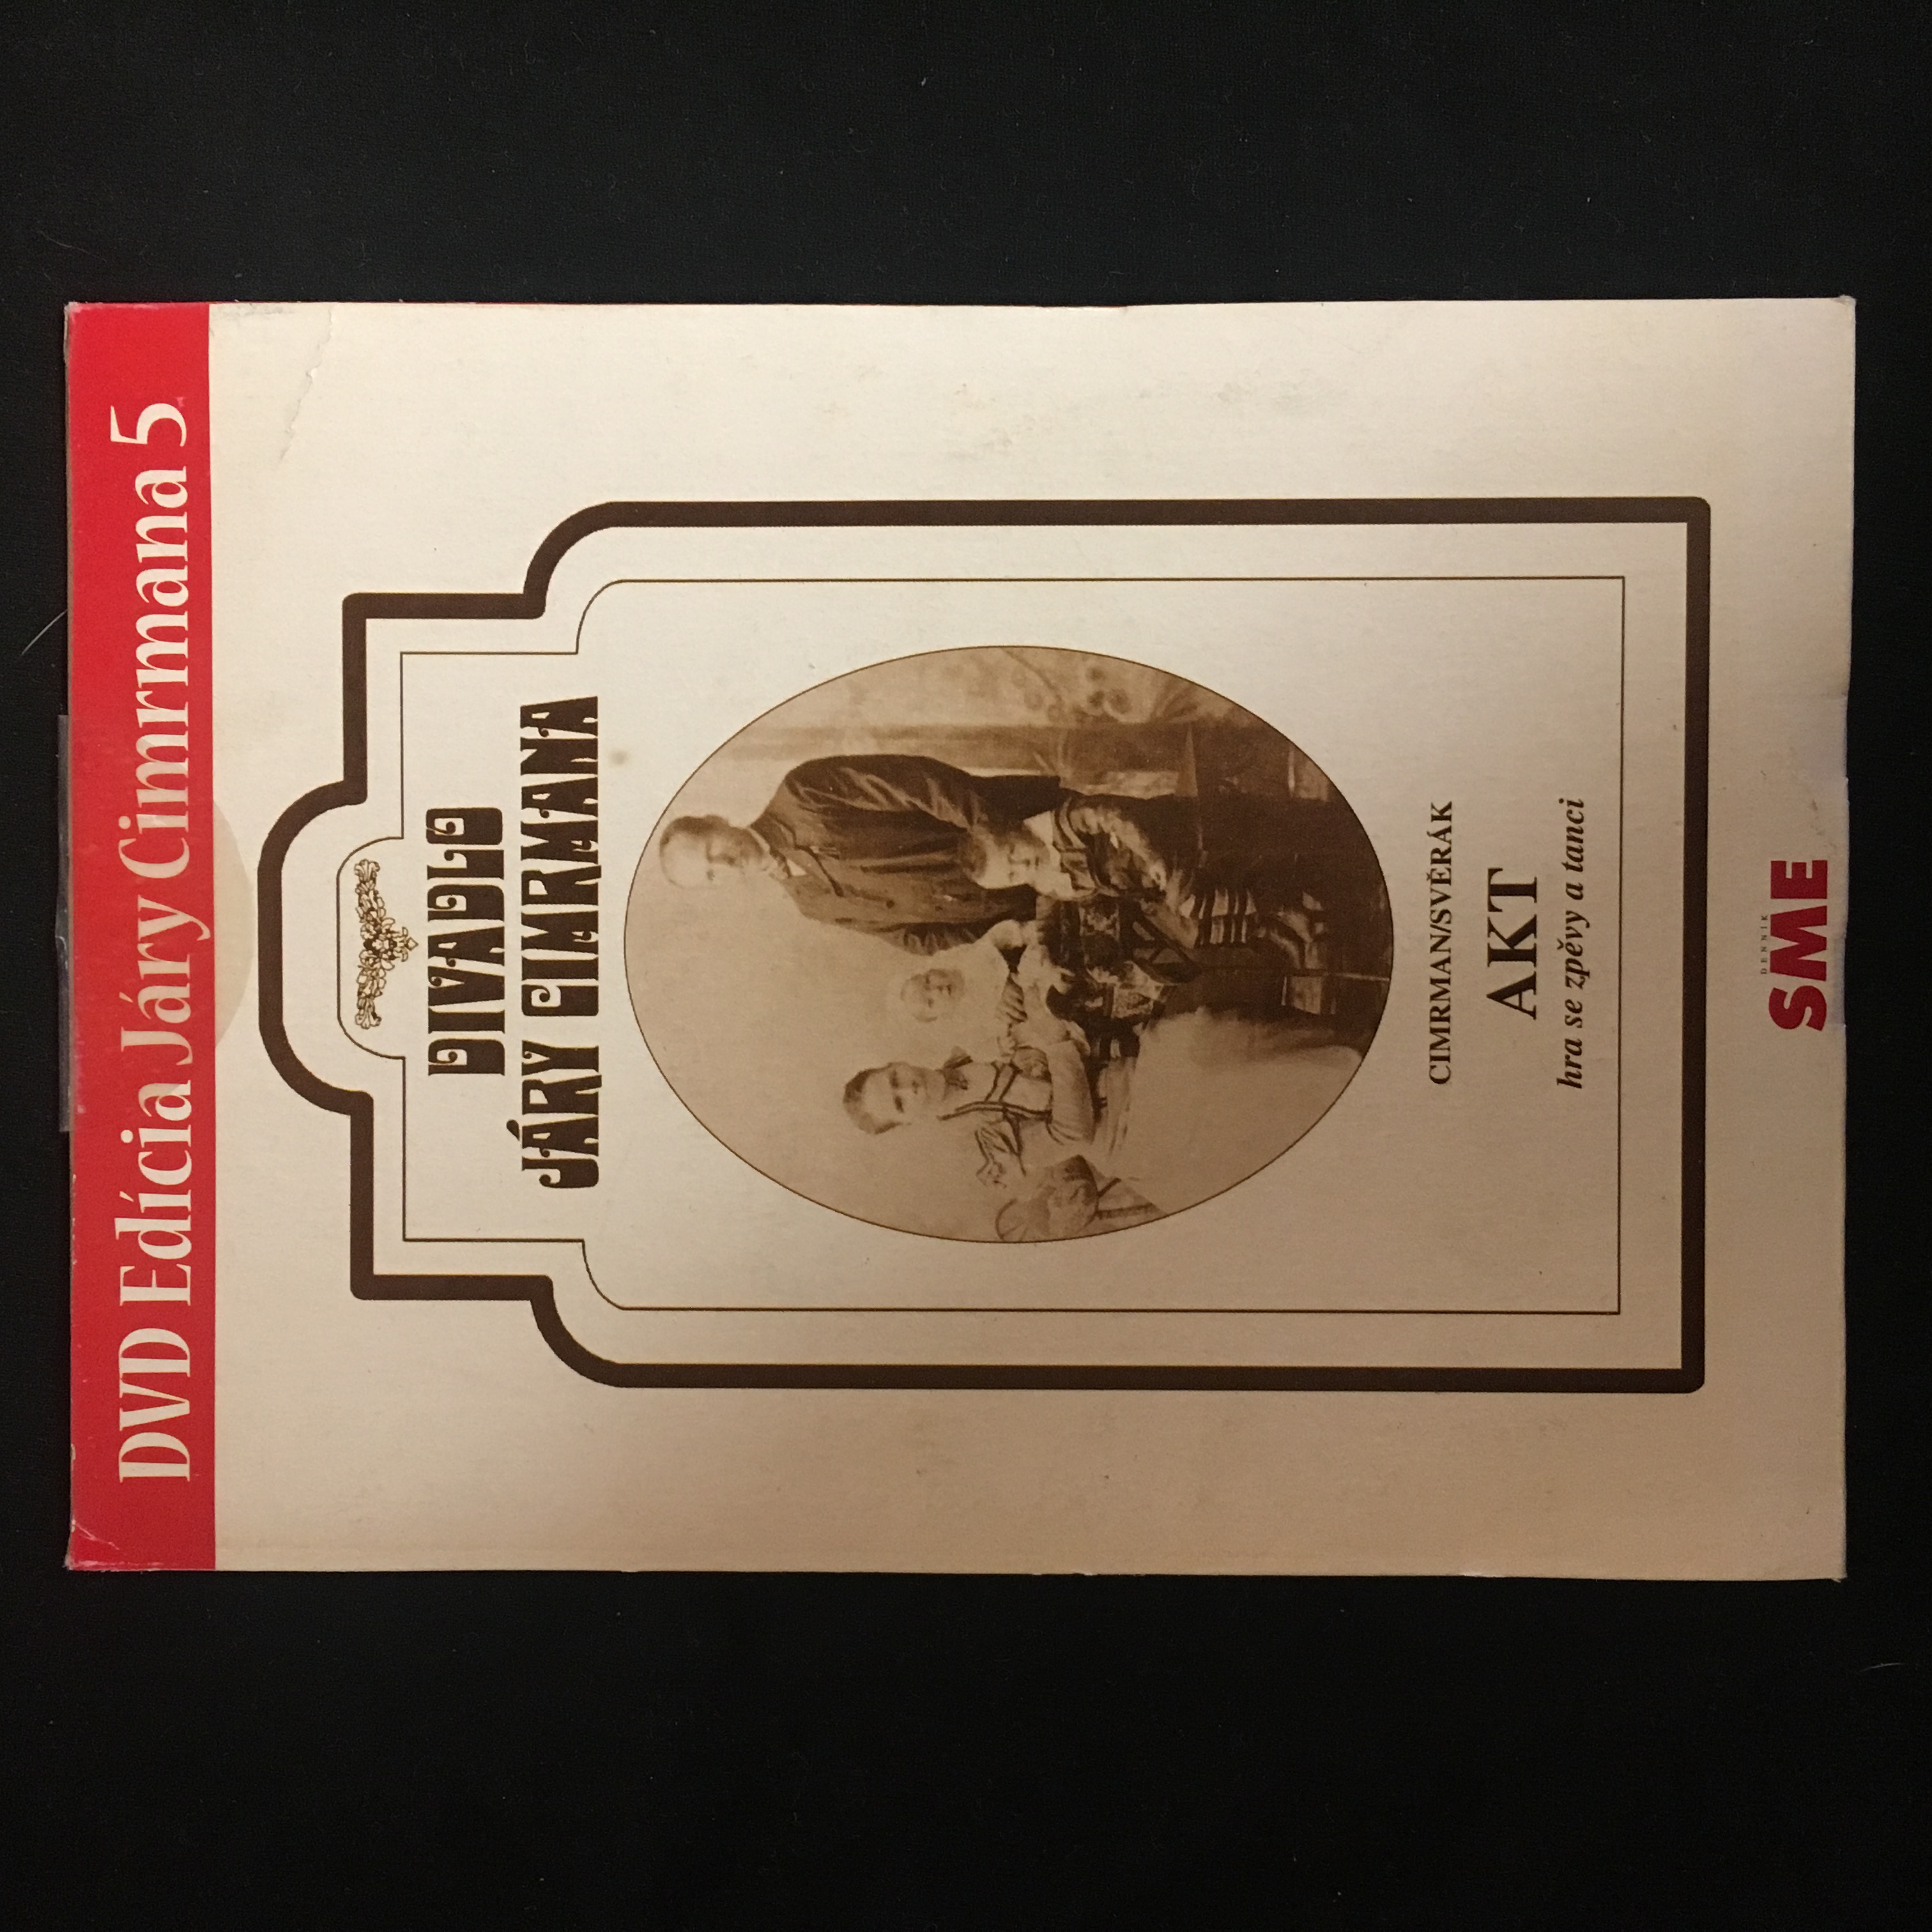 DVD Edícia Járy Cimrmana 5
DIVADLO
JÁRY CIMRMANA
CIMRMAN/SVĚRÁK
AKT
hra se zpěvy a tanci
DENNÍK
SME